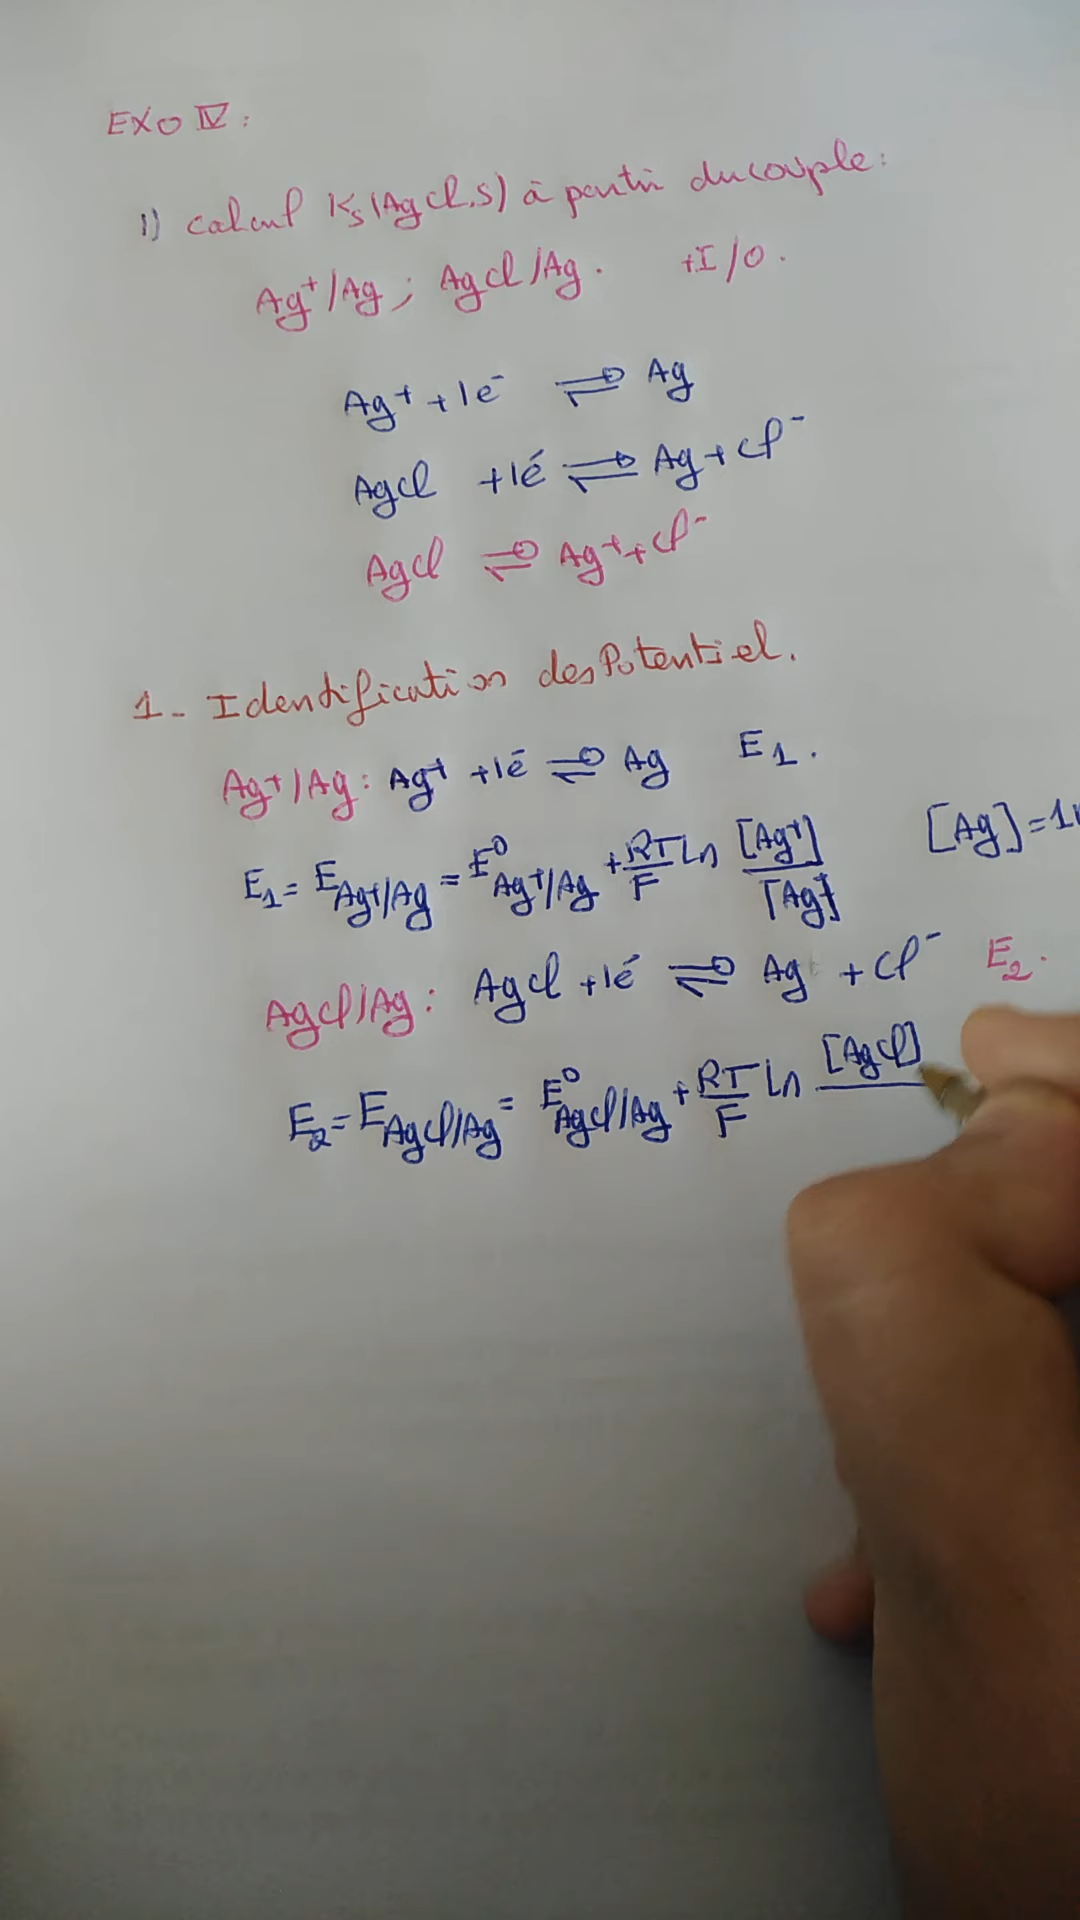 EXO IV:
1) Calcul Ks(AgCl,s) à partir du couple:
Ag+/Ag ; AgCl/Ag. +I/0.
Ag+ + 1e- ⇌ Ag
AgCl + 1é ⇌ Ag + Cl-
AgCl ⇌ Ag+ + Cl-
1- Identification des Potentiel.
Ag+/Ag: Ag+ + 1e- ⇌ Ag E1.
E1 = E Ag+/Ag = E° Ag+/Ag + RT/F Ln [Ag+]/[Ag] [Ag]=1
AgCl/Ag: AgCl + 1é ⇌ Ag + Cl- E2.
E2 = E AgCl/Ag = E° AgCl/Ag + RT/F Ln [AgCl]